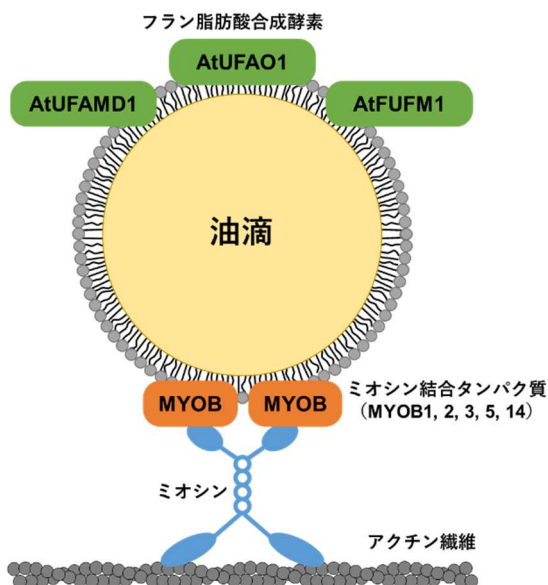 フラン脂肪酸合成酵素
AtUFAO1
AtUFAMD1
AtFUFM1
油滴
MYOB
MYOB
ミオシン結合タンパク質
（MYOB1, 2, 3, 5, 14）
ミオシン
アクチン繊維